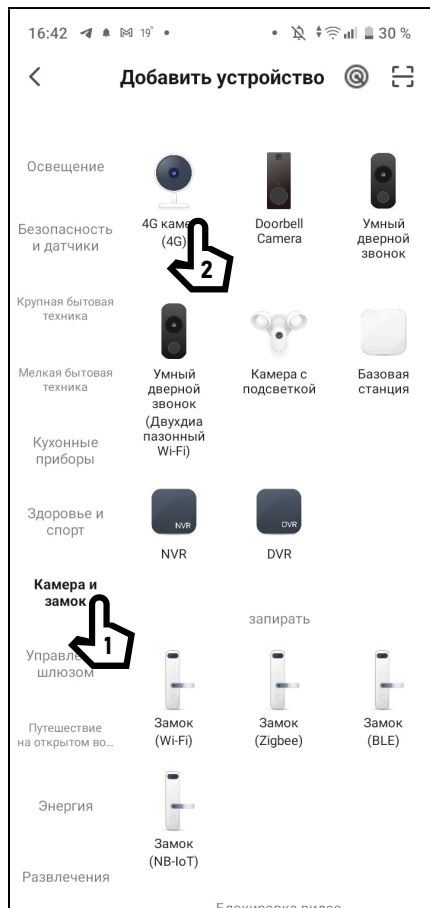 16:42 19° 30 %
Добавить устройство
Освещение
Безопасность
и датчики
Крупная бытовая
техника
Мелкая бытовая
техника
Кухонные
приборы
Здоровье и
спорт
Камера и
замок
1
шлюзом
Путешествие
на открытом во...
Энергия
Развлечения
4G
(4G)
2
Doorbell
Camera
Умный
дверной
звонок
Умный
дверной
звонок
(Двухдиа
пазонный
Wi-Fi)
Камера с
подсветкой
Базовая
станция
NVR
NVR
DVR
DVR
запирать
Замок
(Wi-Fi)
Замок
(Zigbee)
Замок
(BLE)
Замок
(NB-IoT)